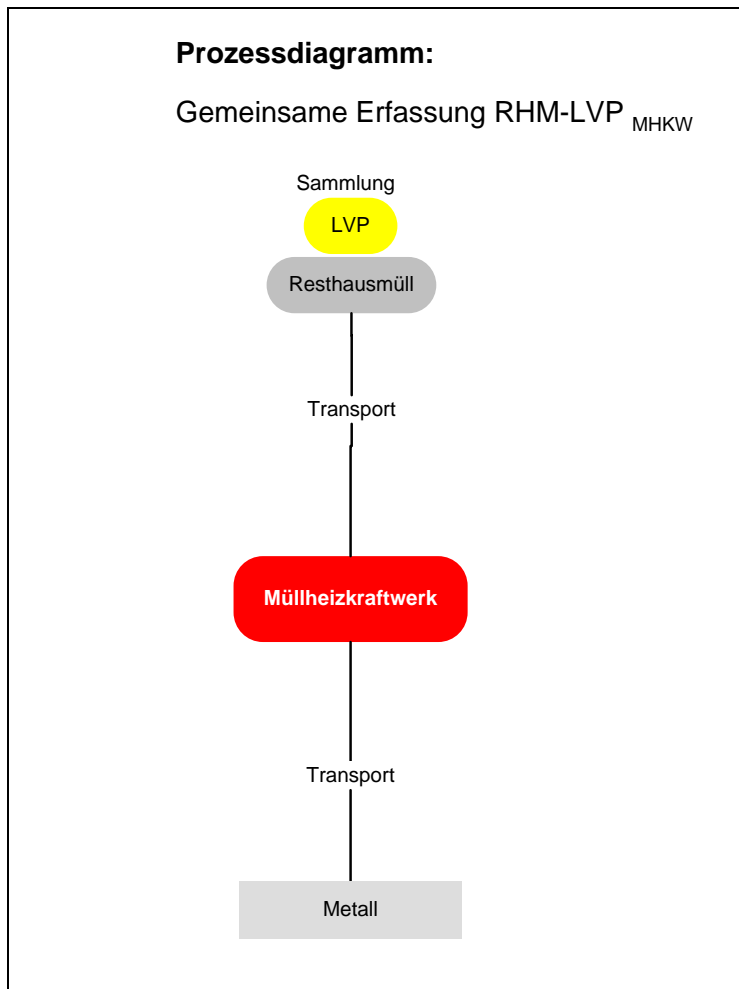 Prozessdiagramm:
Gemeinsame Erfassung RHM-LVP MHKW
Sammlung
LVP
Resthausmüll
Transport
Müllheizkraftwerk
Transport
Metall